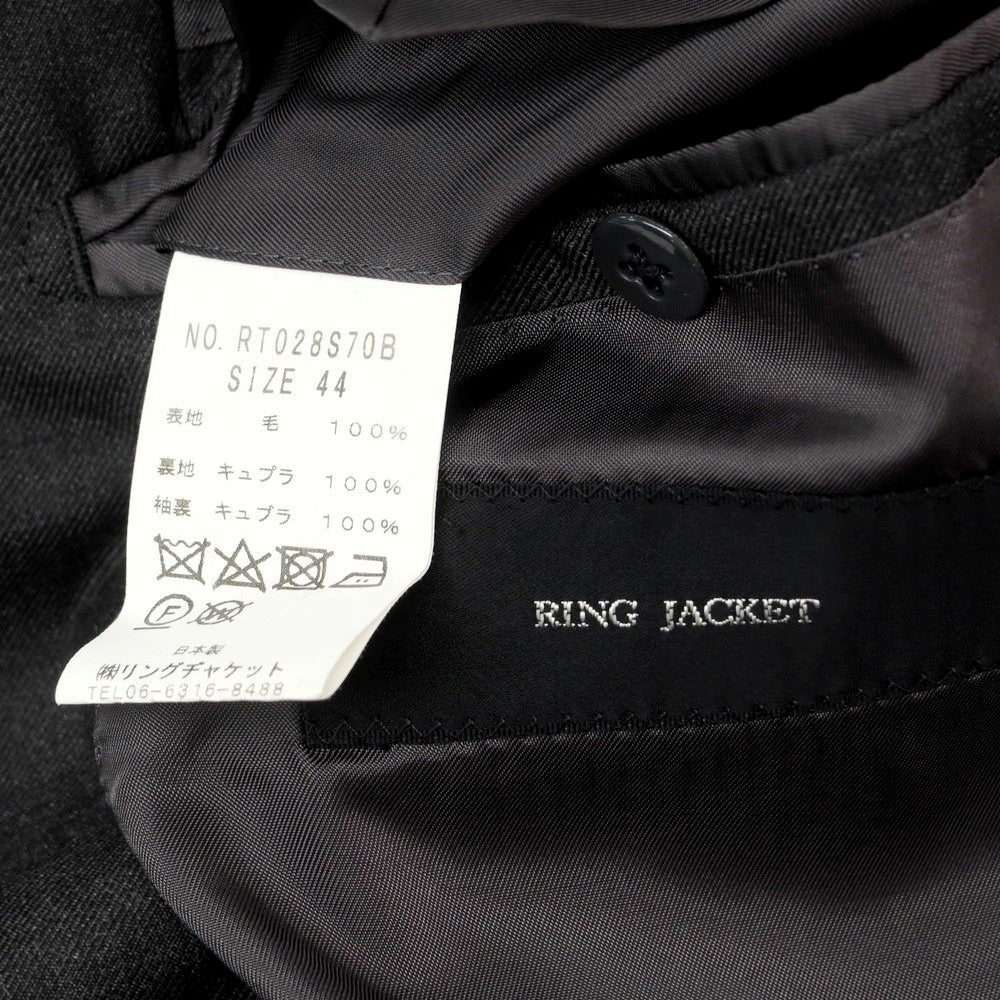 NO. RT028S70B
SIZE 44
表地 毛 100%
裏地 キュプラ 100%
袖裏 キュプラ 100%
F
W
日本製
㈱リングヂャケット
TEL06-6316-8488
RING JACKET